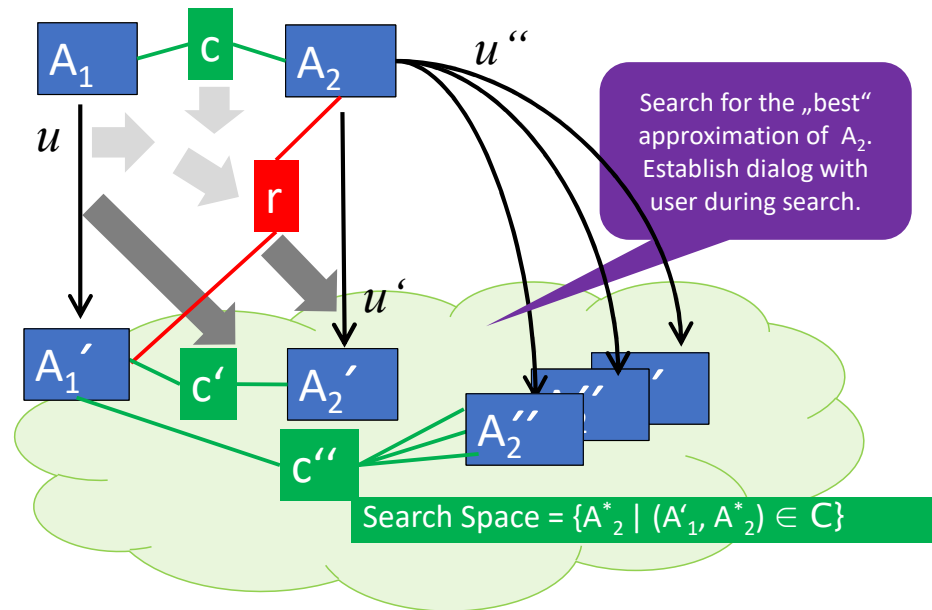 A₁
c
A₂
u
u“
Search for the „best“
approximation of A₂.
Establish dialog with
user during search.
r
u‘
A₁′
c‘
A₂′
A₂′′
′′
′
c‘‘
Search Space = {A*₂ | (A‘₁, A*₂) ∈ C}